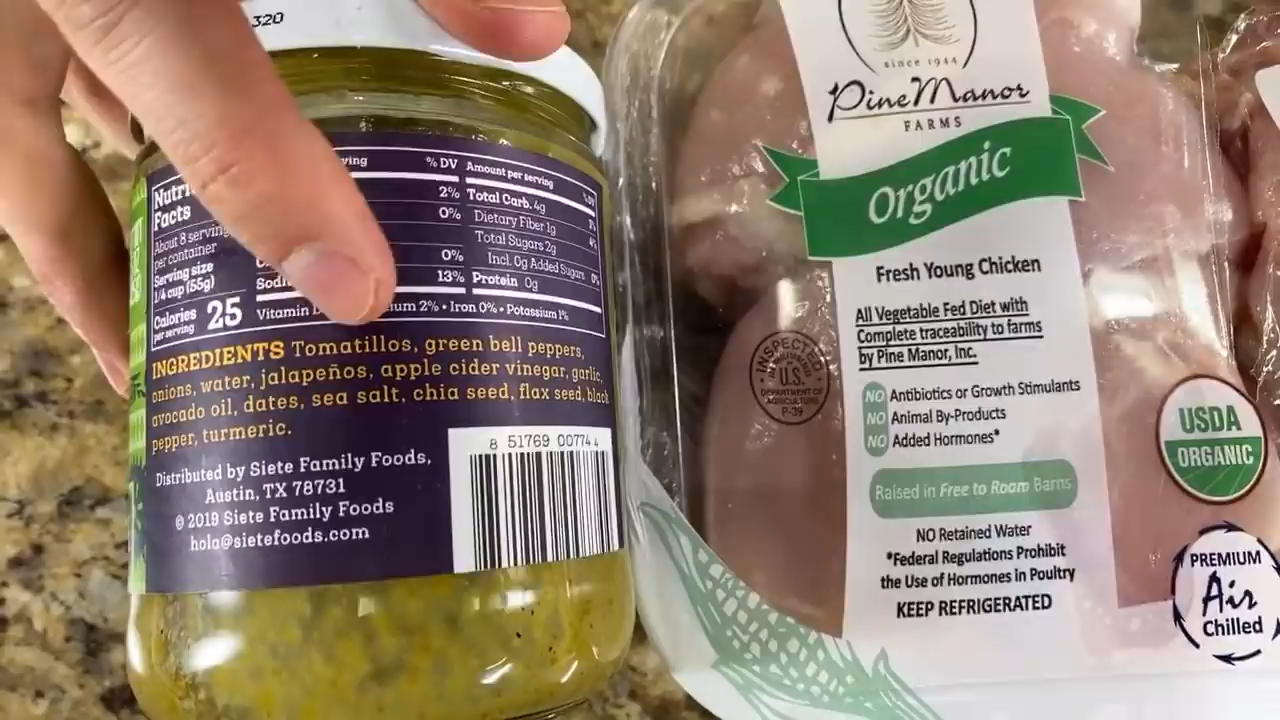 320
Nutri
Facts
About 8 serving
per container
Serving size
1/4 cup (55g)
Calories
per serving
25
% DV
2%
0%
0%
13%
Amount per serving
Total Carb. 4g
Dietary Fiber 1g
Total Sugars 2g
Incl. 0g Added Sugars 0%
Protein 0g
Vitamin
2% • Iron 0% • Potassium 1%
INGREDIENTS Tomatillos, green bell peppers,
onions, water, jalapeños, apple cider vinegar, garlic,
avocado oil, dates, sea salt, chia seed, flax seed, black
pepper, turmeric.
Distributed by Siete Family Foods,
Austin, TX 78731
© 2019 Siete Family Foods
hola@sietefoods.com
8 51769 00774 4
since 1944
Pine Manor
FARMS
Organic
Fresh Young Chicken
All Vegetable Fed Diet with
Complete traceability to farms
by Pine Manor, Inc.
NO Antibiotics or Growth Stimulants
NO Animal By-Products
NO Added Hormones*
Raised in Free to Roam Barns
NO Retained Water
*Federal Regulations Prohibit
the Use of Hormones in Poultry
KEEP REFRIGERATED
INSPECTED
U.S.
DEPARTMENT OF
AGRICULTURE
P-39
USDA
ORGANIC
PREMIUM
Air
Chilled